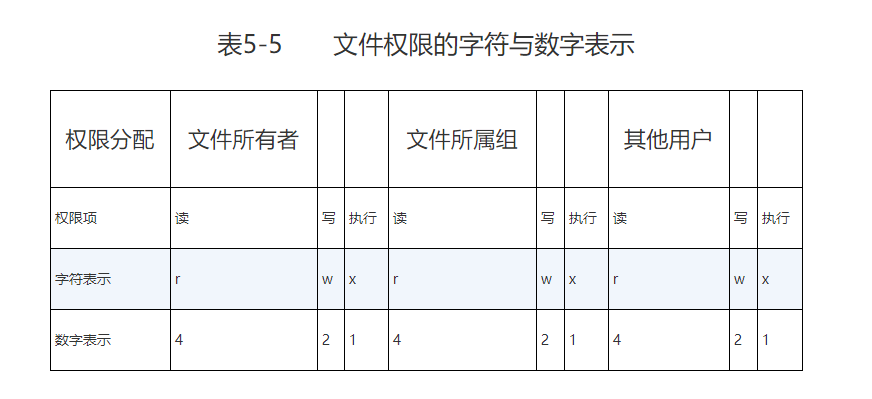 表5-5 文件权限的字符与数字表示
权限分配 文件所有者 文件所属组 其他用户
权限项 读 写 执行 读 写 执行 读 写 执行
字符表示 r w x r w x r w x
数字表示 4 2 1 4 2 1 4 2 1